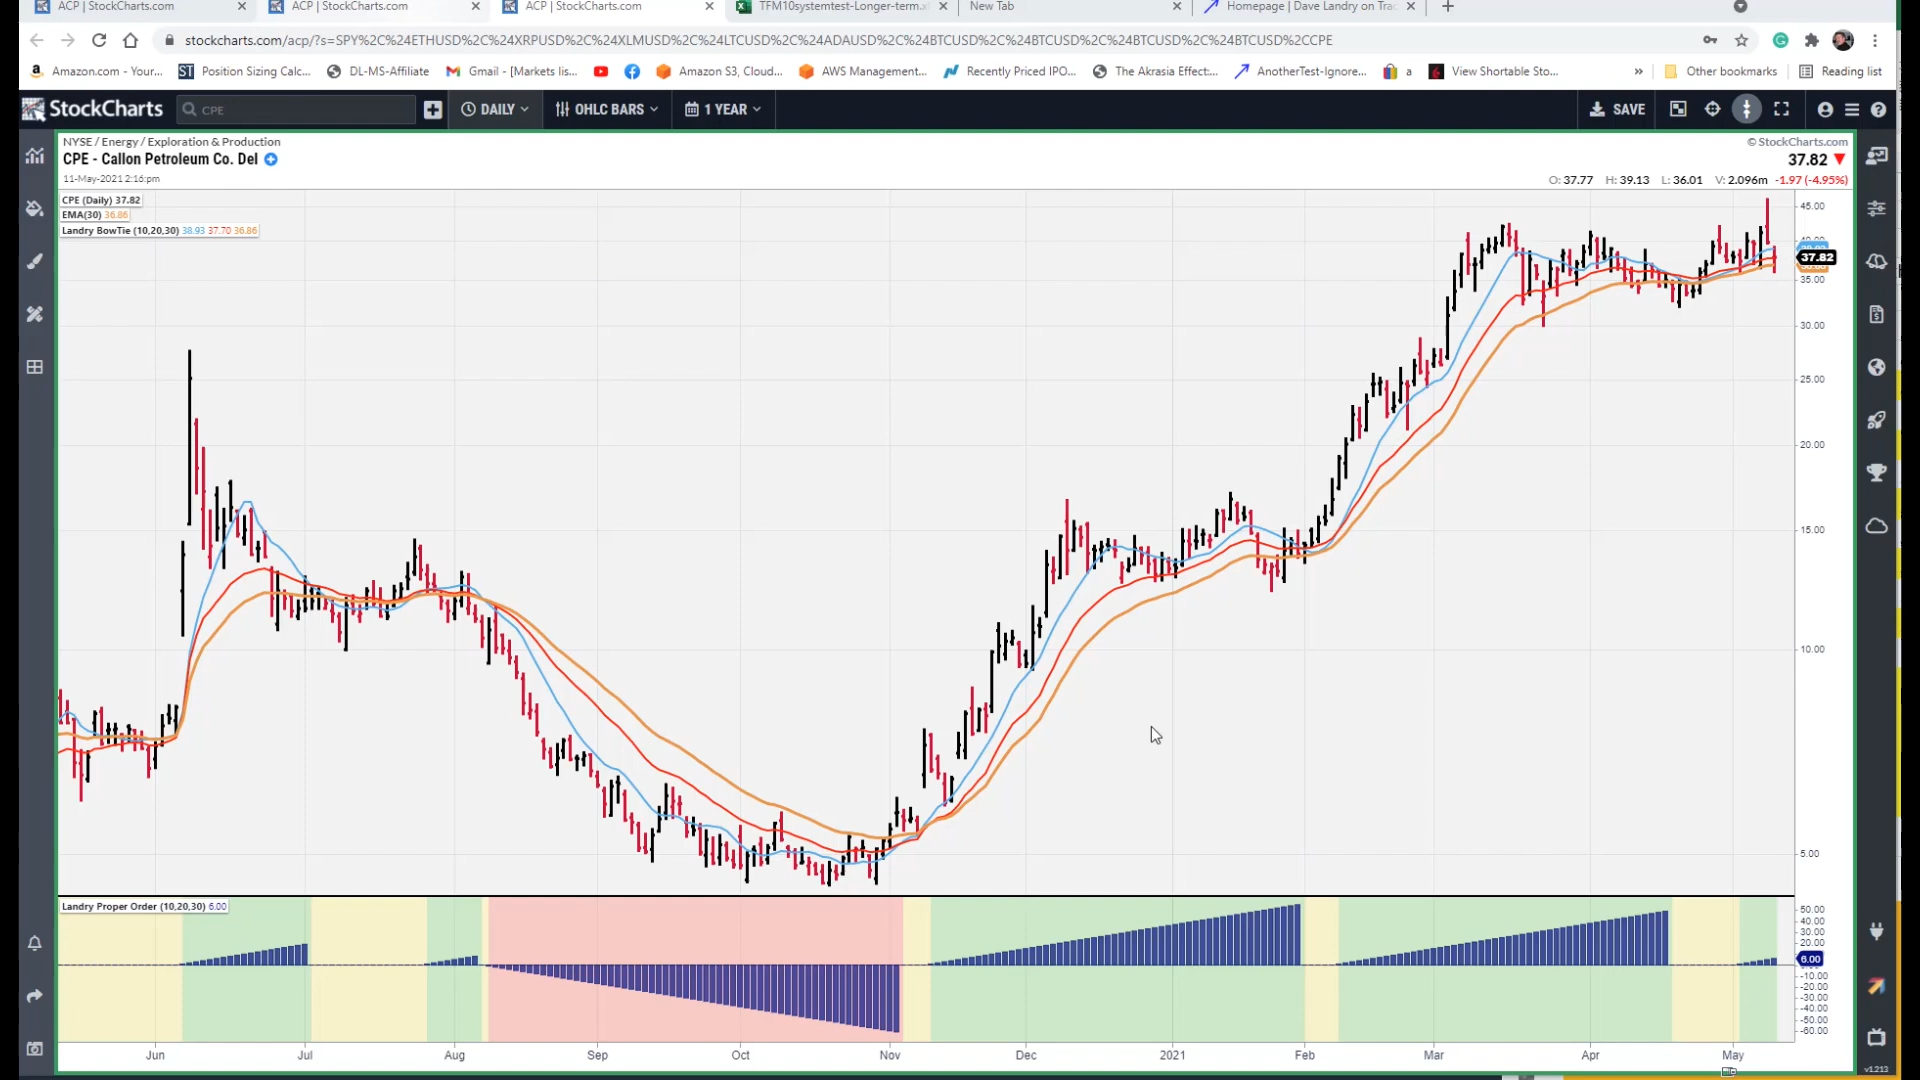 ACP | StockCharts
ACP | StockCharts
ACP | StockCharts
TFM10systemtest-Longer-term.xl
New Tab
Homepage | Dave Landry on Trac
stockcharts.com/acp/?s=SPY%2C%24ETHUSD%2C%24XRPUSD%2C%24XLMUSD%2C%24LTCUSD%2C%24ADAUSD%2C%24BTCUSD%2C%24BTCUSD%2C%24BTCUSD%2C%24BTCUSD%2CCPE
Amazon.com - Your...
ST Position Sizing Calc...
DL-MS-Affiliate
Gmail - [Markets lis...
Amazon S3, Cloud...
AWS Management...
Recently Priced IPO...
The Akrasia Effect:...
AnotherTest-Ignore...
a
View Shortable Sto...
»
Other bookmarks
Reading list
StockCharts
CPE
DAILY
OHLC BARS
1 YEAR
SAVE
NYSE / Energy / Exploration & Production
© StockCharts.com
CPE - Callon Petroleum Co. Del
37.82
11-May-2021 2:16:pm
O: 37.77 H: 39.13 L: 36.01 V: 2.096m -1.97 (-4.95%)
CPE (Daily) 37.82
EMA(30) 36.86
Landry BowTie (10,20,30) 38.93 37.70 36.86
45.00
37.82
35.00
30.00
25.00
20.00
15.00
10.00
5.00
Landry Proper Order (10,20,30) 6.00
50.00
40.00
30.00
20.00
6.00
-10.00
-20.00
-30.00
-40.00
-50.00
-60.00
Jun Jul Aug Sep Oct Nov Dec 2021 Feb Mar Apr May
v1.213